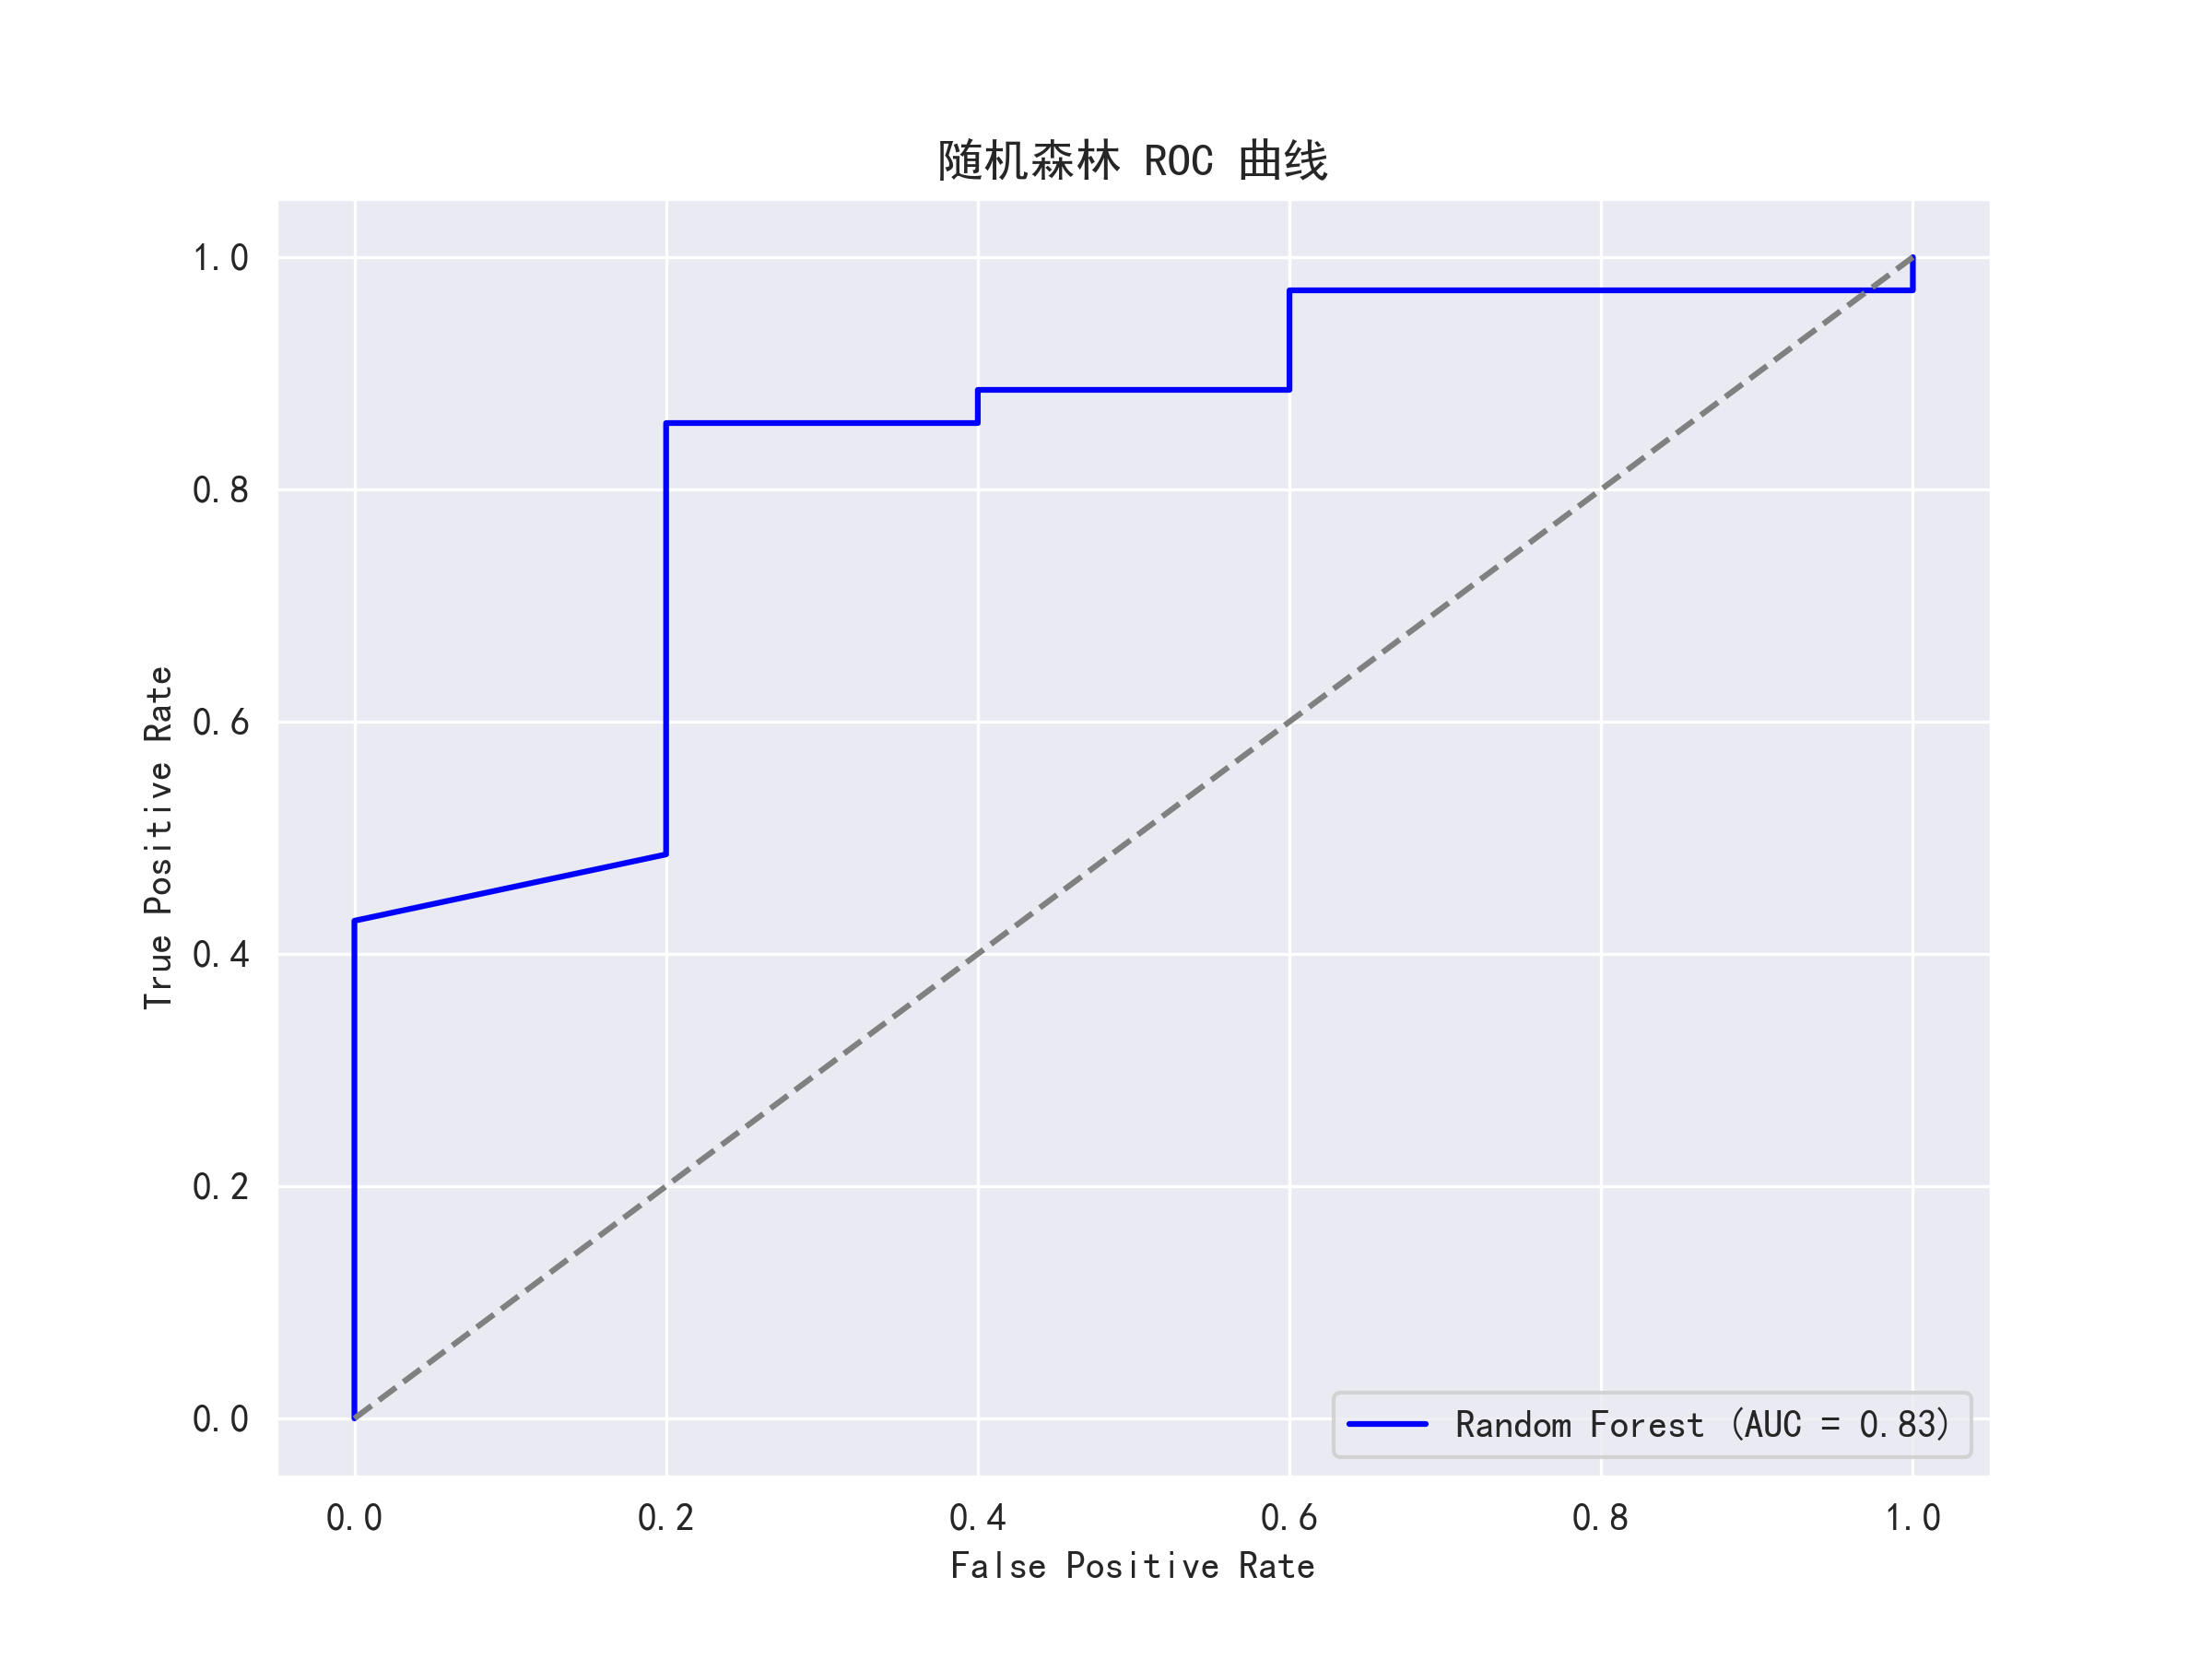 随机森林 ROC 曲线
True Positive Rate
1.0
0.8
0.6
0.4
0.2
0.0
Random Forest (AUC = 0.83)
0.0 0.2 0.4 0.6 0.8 1.0
False Positive Rate